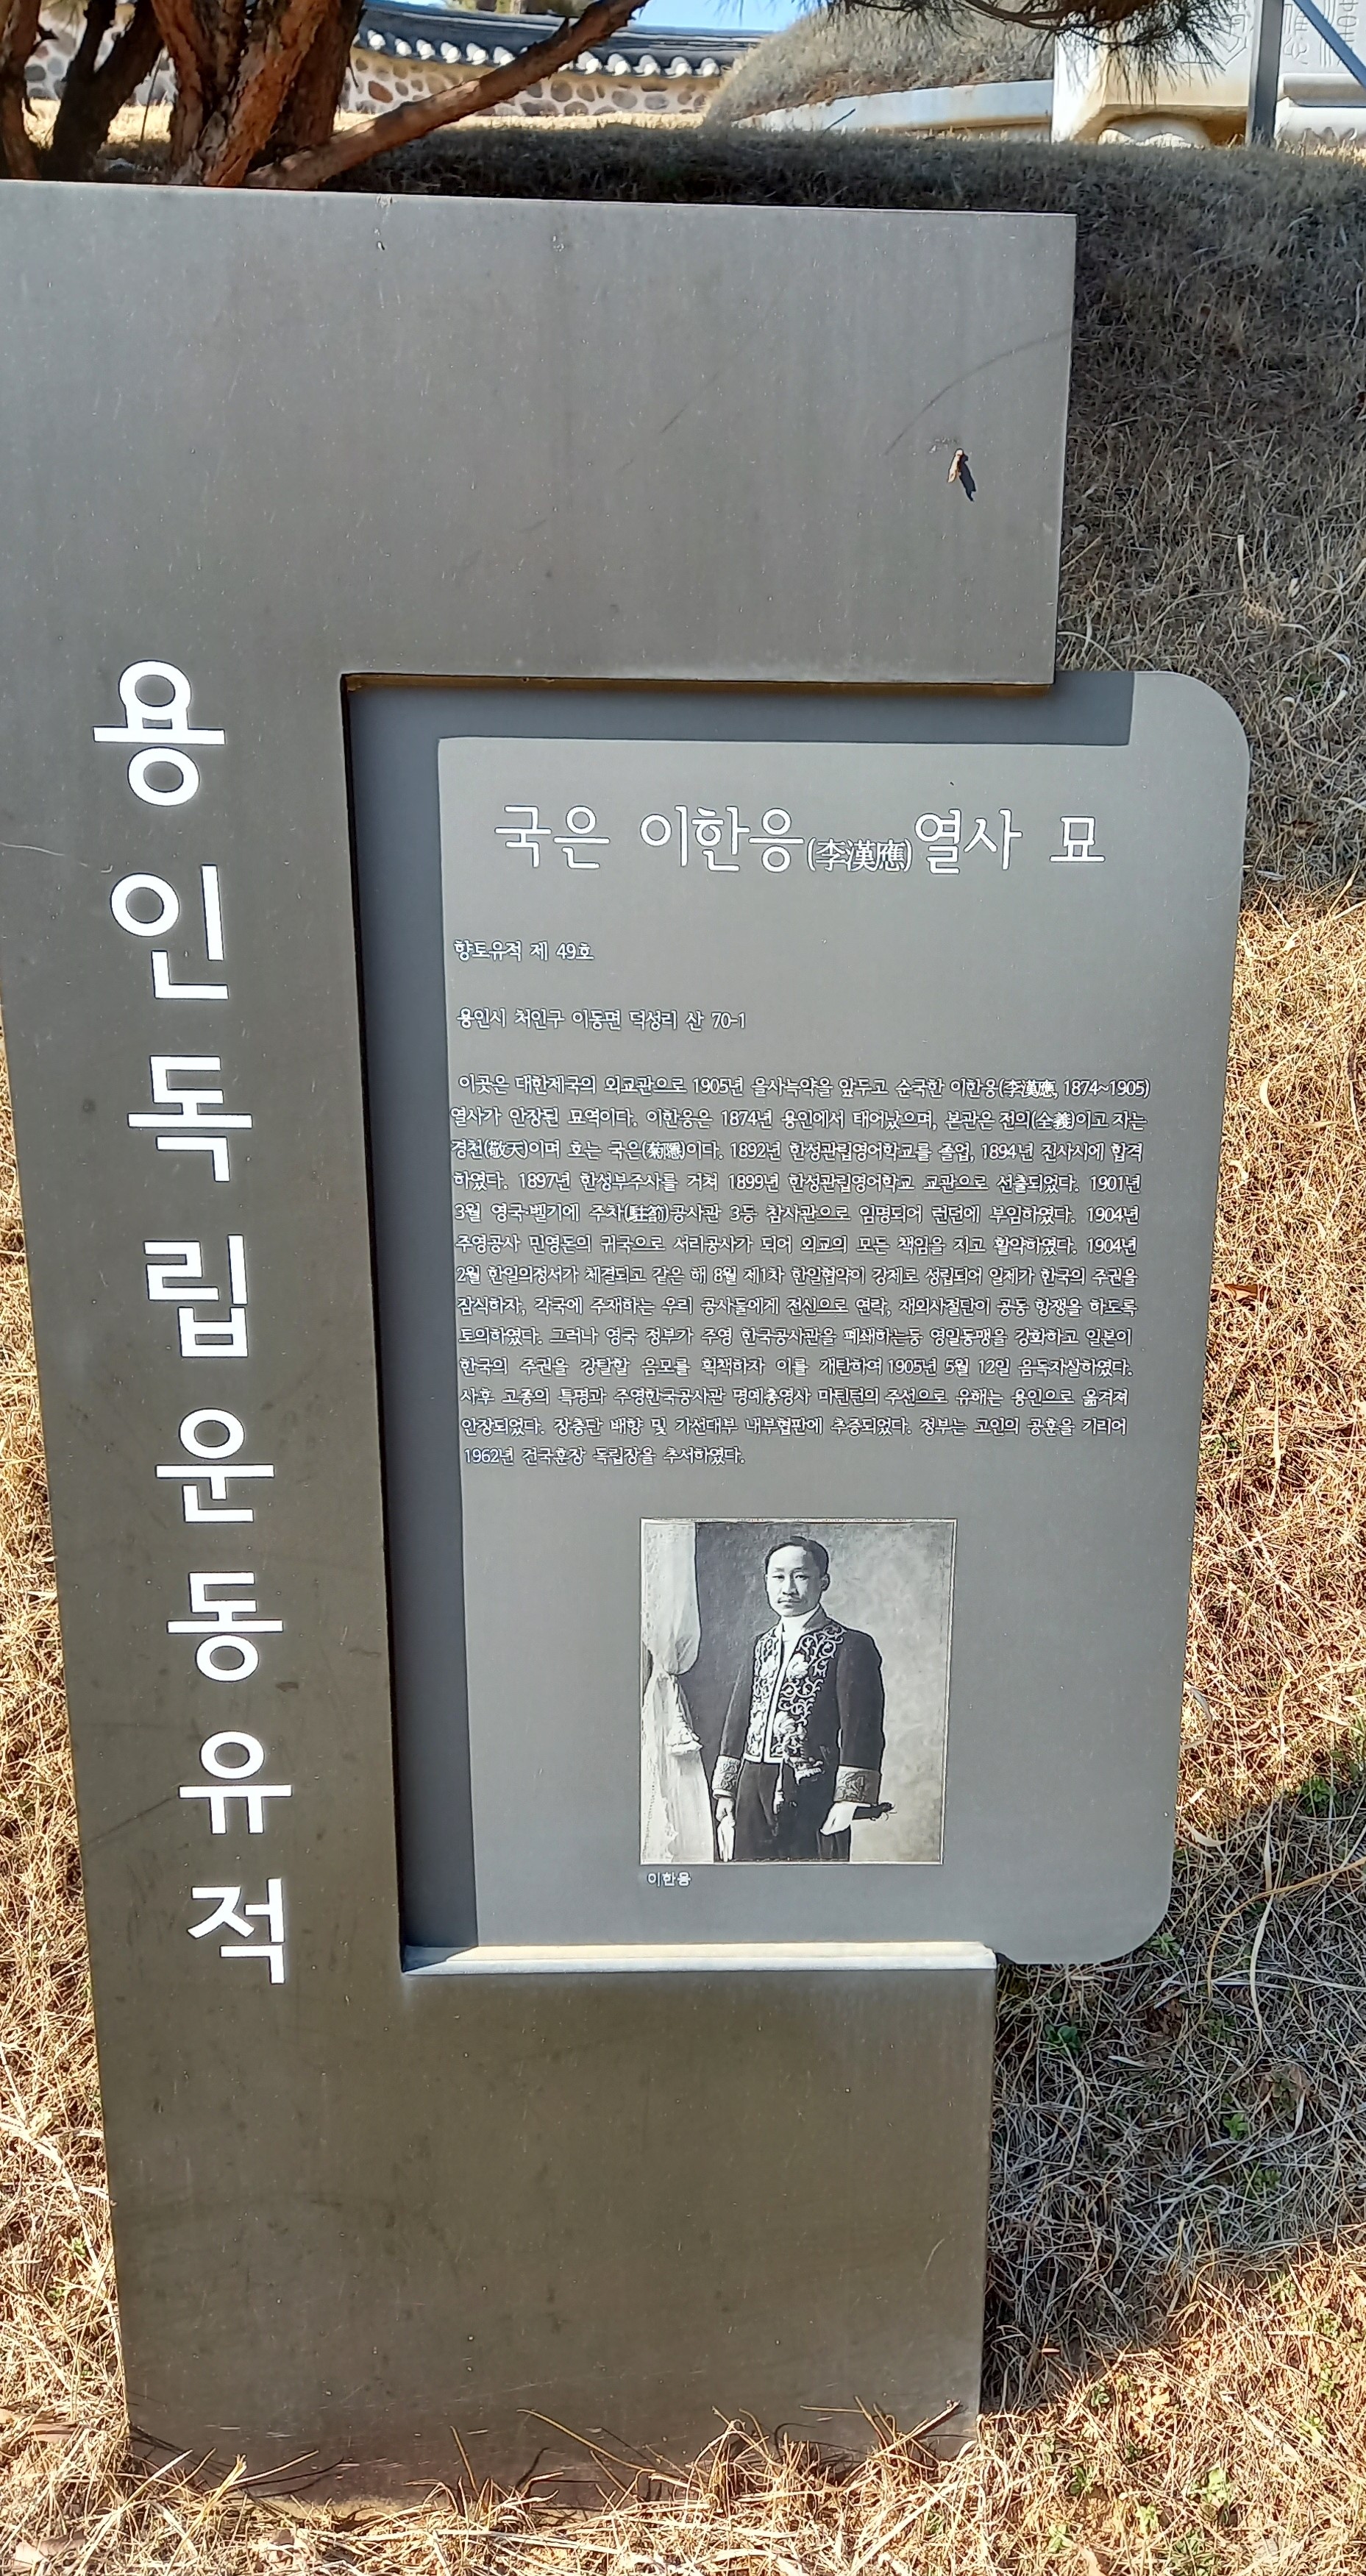 용인독립운동유적
국은 이한응(李漢應)열사 묘
향토유적 제 49호
용인시 처인구 이동면 덕성리 산 70-1
이곳은 대한제국의 외교관으로 1905년 을사늑약을 앞두고 순국한 이한응(李漢應, 1874~1905)
열사가 안장된 묘역이다. 이한응은 1874년 용인에서 태어났으며, 본관은 전의(全義)이고 자는
경천(敬天)이며 호는 국은(菊隱)이다. 1892년 한성관립영어학교를 졸업, 1894년 진사시에 합격
하였다. 1897년 한성부주사를 거쳐 1899년 한성관립영어학교 교관으로 선출되었다. 1901년
3월 영국·벨기에 주차(駐箚)공사관 3등 참사관으로 임명되어 런던에 부임하였다. 1904년
주영공사 민영돈의 귀국으로 서리공사가 되어 외교의 모든 책임을 지고 활약하였다. 1904년
2월 한일의정서가 체결되고 같은 해 8월 제1차 한일협약이 강제로 성립되어 일제가 한국의 주권을
잠식하자, 각국에 주재하는 우리 공사들에게 전신으로 연락, 재외사절단이 공동 항쟁을 하도록
토의하였다. 그러나 영국 정부가 주영 한국공사관을 폐쇄하는등 영일동맹을 강화하고 일본이
한국의 주권을 강탈할 음모를 획책하자 이를 개탄하여 1905년 5월 12일 음독자살하였다.
사후 고종의 특명과 주영한국공사관 명예총영사 마틴턴의 주선으로 유해는 용인으로 옮겨져
안장되었다. 장충단 배향 및 가선대부 내부협판에 추증되었다. 정부는 고인의 공훈을 기리어
1962년 건국훈장 독립장을 추서하였다.
이한응